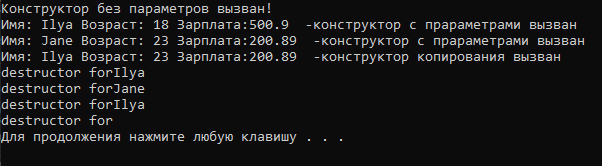 Конструктор без параметров вызван!
Имя: Ilya Возраст: 18 Зарплата:500.9  -конструктор с прараметрами вызван
Имя: Jane Возраст: 23 Зарплата:200.89  -конструктор с прараметрами вызван
Имя: Ilya Возраст: 23 Зарплата:200.89  -конструктор копирования вызван
destructor forIlya
destructor forJane
destructor forIlya
destructor for
Для продолжения нажмите любую клавишу . . .